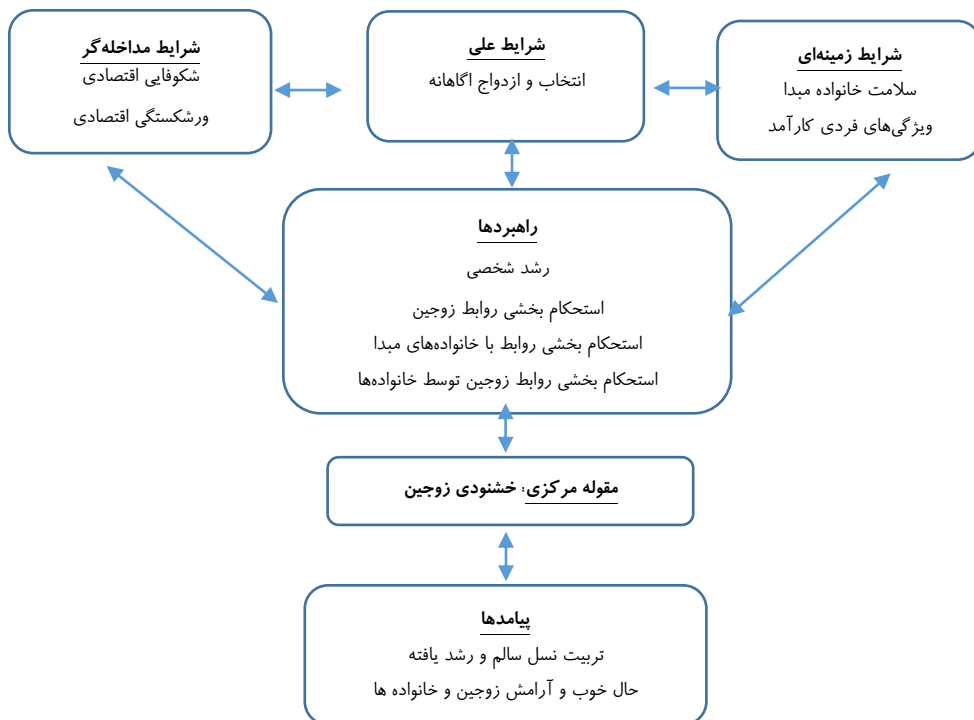 شرایط زمینه‌ای
سلامت خانواده مبدا
ویژگی‌های فردی کارآمد
شرایط علی
انتخاب و ازدواج اگاهانه
شرایط مداخله‌گر
شکوفایی اقتصادی
ورشکستگی اقتصادی
راهبردها
رشد شخصی
استحکام بخشی روابط زوجین
استحکام بخشی روابط با خانواده‌های مبدا
استحکام بخشی روابط زوجین توسط خانواده‌ها
مقوله مرکزی: خشنودی زوجین
پیامدها
تربیت نسل سالم و رشد یافته
حال خوب و آرامش زوجین و خانواده ها